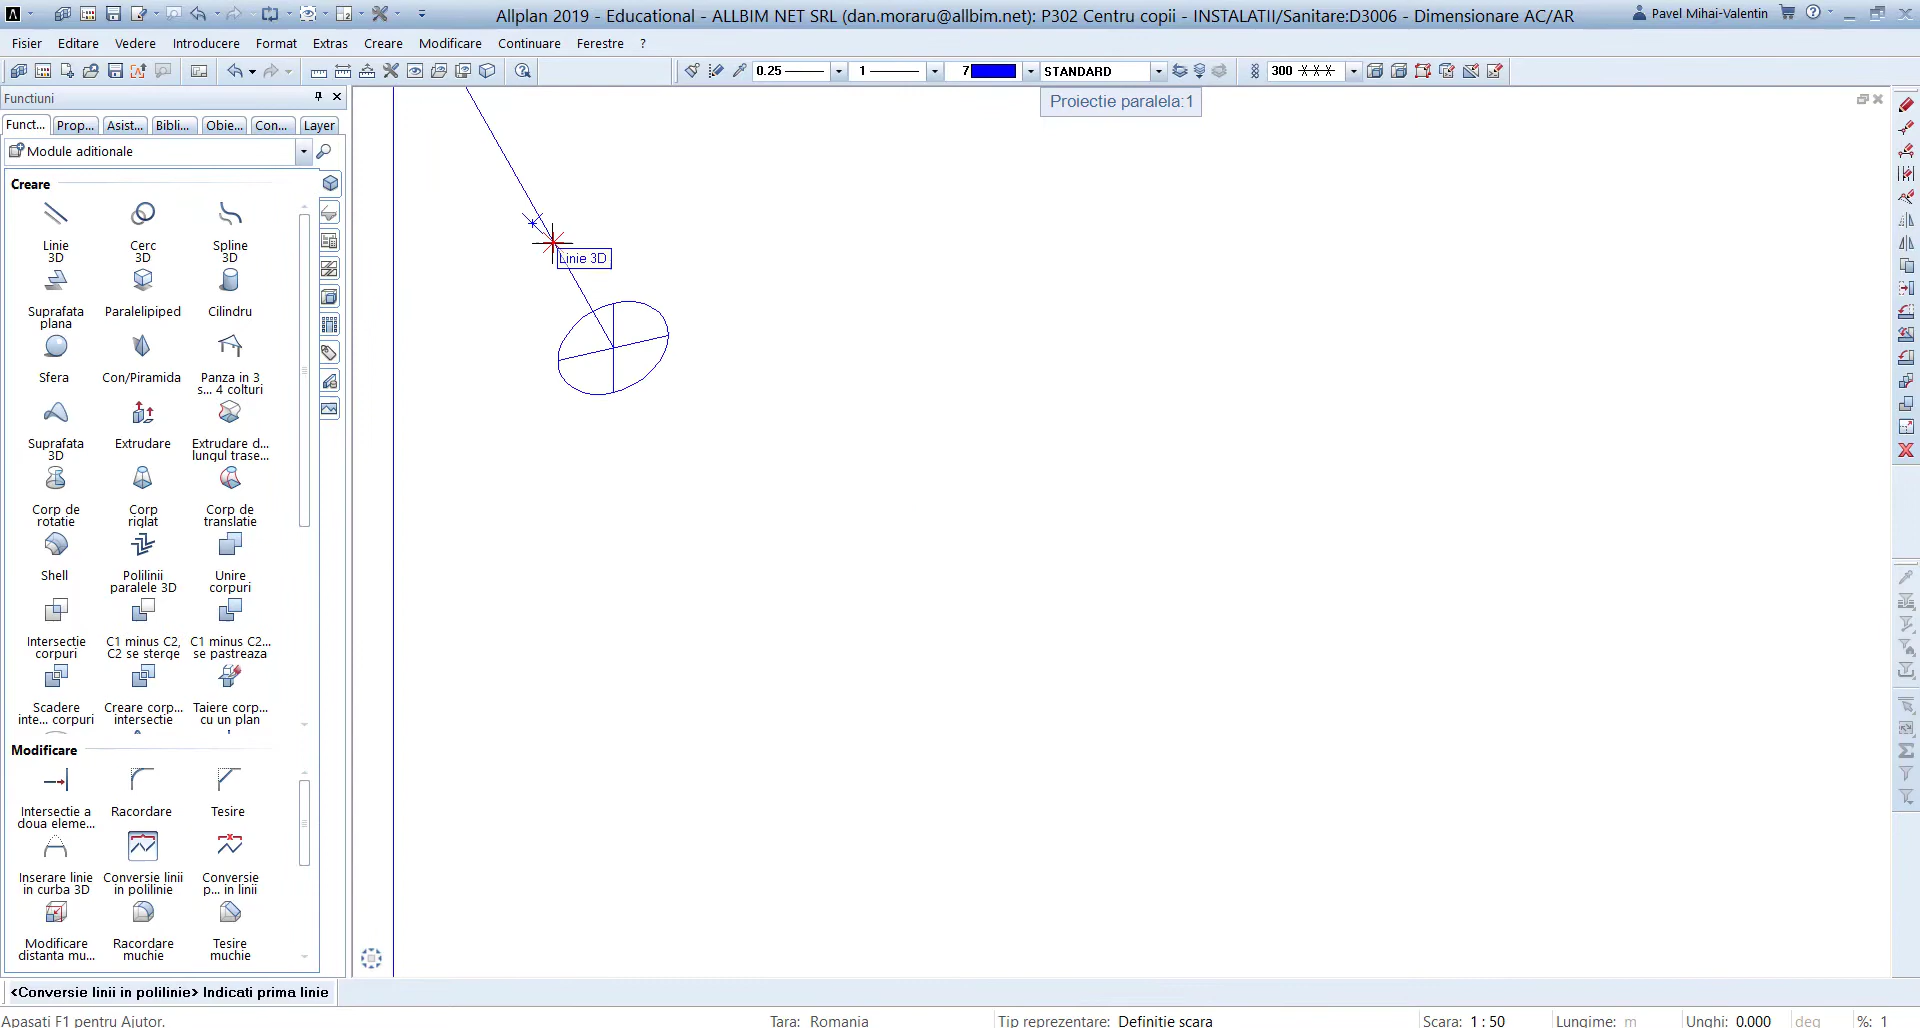 Allplan 2019 - Educational - ALLBIM NET SRL (dan.moraru@allbim.net): P302 Centru copii - INSTALATII/Sanitare:D3006 - Dimensionare AC/AR
Pavel Mihai-Valentin
Fisier Editare Vedere Introducere Format Extras Creare Modificare Continuare Ferestre ?
0.25 1 7 STANDARD 300
Functiuni
Proiectie paralela:1
Funct... Prop... Asist... Bibli... Obie... Con... Layer
Module aditionale
Creare
Linie 3D
Cerc 3D
Spline 3D
Linie 3D
Suprafata plana
Paralelipiped
Cilindru
Sfera
Con/Piramida
Panza in 3 s... 4 colturi
Suprafata 3D
Extrudare
Extrudare d... lungul trase...
Corp de rotatie
Corp riglat
Corp de translatie
Shell
Polilinii paralele 3D
Unire corpuri
Intersecție corpuri
C1 minus C2, C2 se sterge
C1 minus C2... se pastreaza
Scadere inte... corpuri
Creare corp... intersectie
Taiere corp... cu un plan
Modificare
Intersectie a doua eleme...
Racordare
Tesire
Inserare linie in curba 3D
Conversie linii in polilinie
Conversie p... in linii
Modificare distanta mu...
Racordare muchie
Tesire muchie
<Conversie linii in polilinie> Indicati prima linie
Apasati F1 pentru Ajutor.
Tara: Romania
Tip reprezentare: Definitie scara
Scara: 1 : 50
Lungime: m
Unghi: 0.000 deg
%: 1